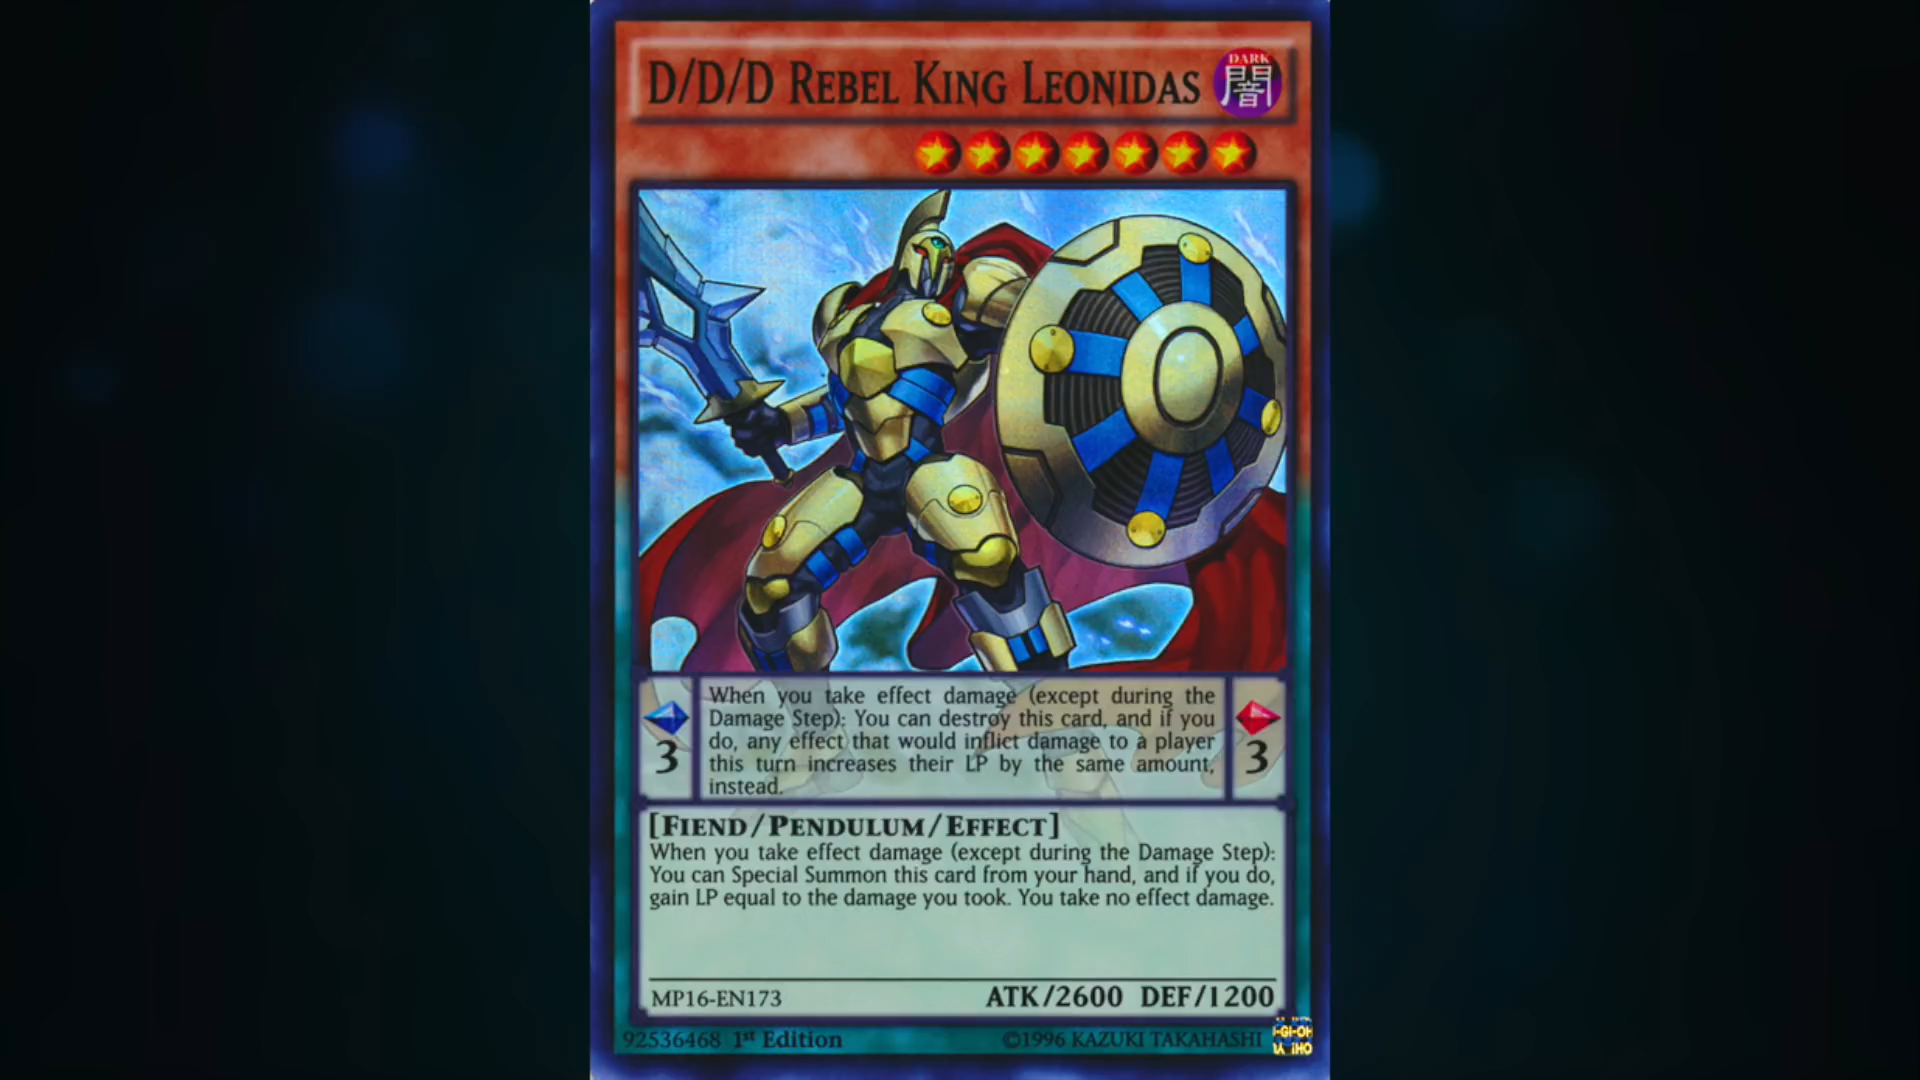 D/D/D REBEL KING LEONIDAS
DARK
闇
When you take effect damage (except during the
Damage Step): You can destroy this card, and if you
do, any effect that would inflict damage to a player
this turn increases their LP by the same amount,
instead.
3
3
[FIEND/PENDULUM/EFFECT]
When you take effect damage (except during the Damage Step):
You can Special Summon this card from your hand, and if you do,
gain LP equal to the damage you took. You take no effect damage.
MP16-EN173
ATK/2600 DEF/1200
92536468 1st Edition
©1996 KAZUKI TAKAHASHI